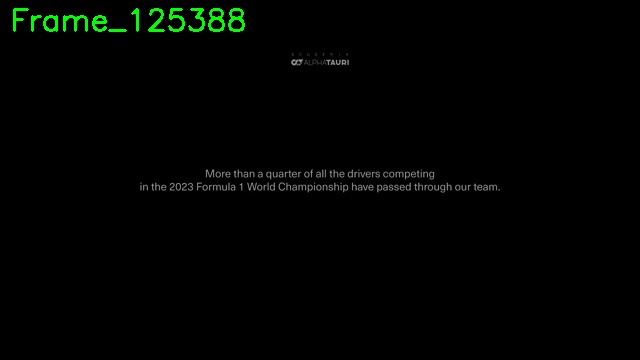 Frame_125388
SCUDERIA
ALPHATAURI
More than a quarter of all the drivers competing
in the 2023 Formula 1 World Championship have passed through our team.